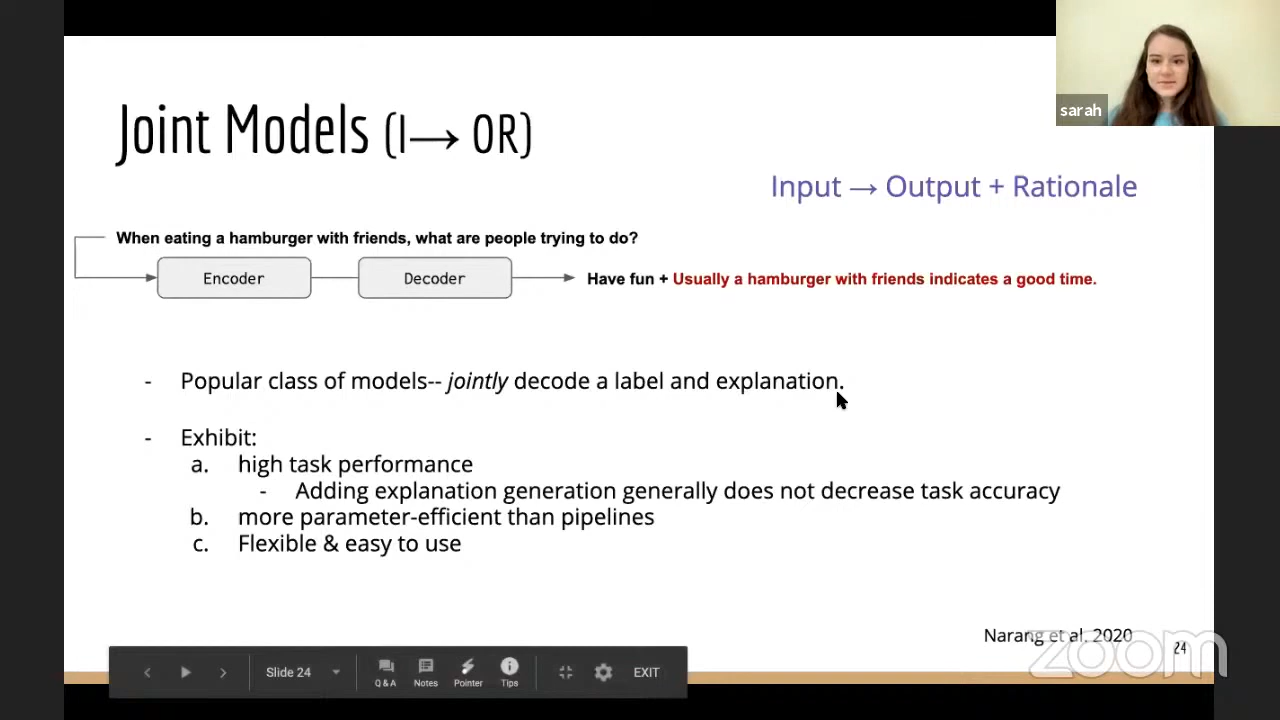 Joint Models (I→ OR)
sarah
Input → Output + Rationale
When eating a hamburger with friends, what are people trying to do?
Encoder
Decoder
Have fun + Usually a hamburger with friends indicates a good time.
- Popular class of models-- jointly decode a label and explanation.
- Exhibit:
a. high task performance
- Adding explanation generation generally does not decrease task accuracy
b. more parameter-efficient than pipelines
c. Flexible & easy to use
Narang et al. 2020
24
zoom
Slide 24
Q & A
Notes
Pointer
Tips
EXIT